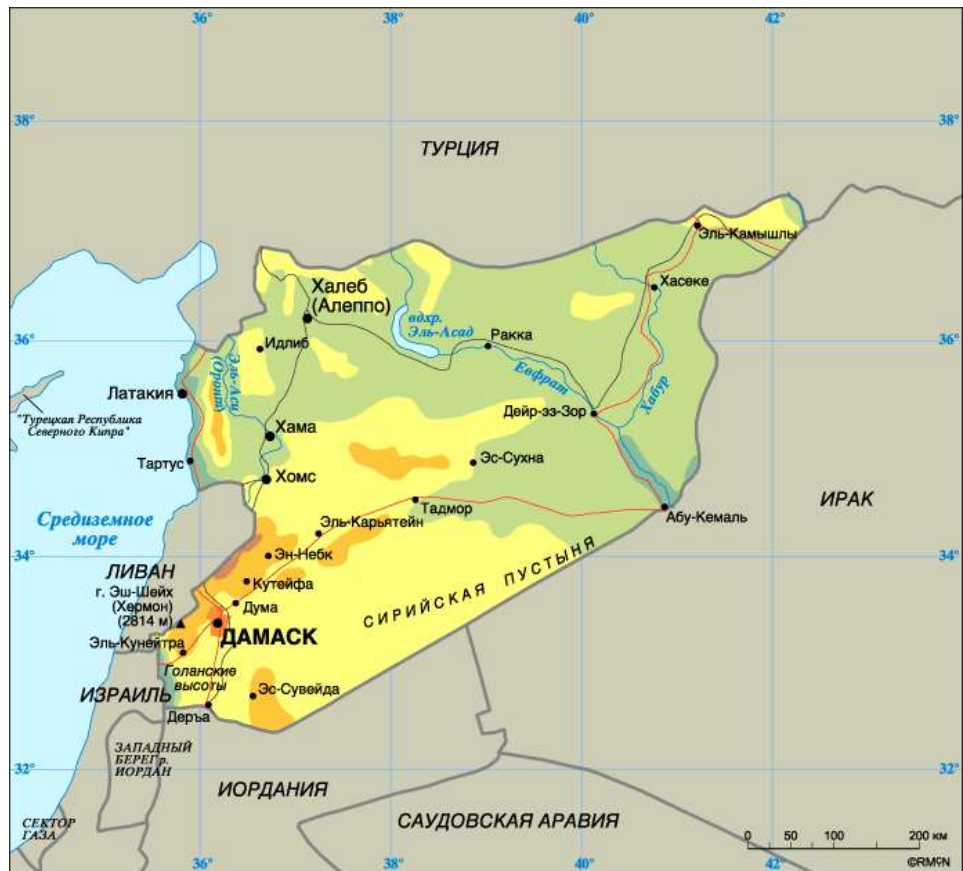 36°
38°
40°
42°
38°
38°
ТУРЦИЯ
Эль-Камышлы
Халеб
(Алеппо)
Хасеке
вдхр.
Эль-Асад
36°
Идлиб
Ракка
36°
Эль-Аси
(Оронт)
Евфрат
Хабур
Латакия
Дейр-эз-Зор
"Турецкая Республика
Северного Кипра"
Хама
Тартус
Эс-Сухна
Хомс
Тадмор
ИРАК
Абу-Кемаль
Средиземное
море
Эль-Карьятейн
34°
Эн-Небк
34°
ЛИВАН
Кутейфа
СИРИЙСКАЯ ПУСТЫНЯ
г. Эш-Шейх
(Хермон)
(2814 м)
Дума
ДАМАСК
Эль-Кунейтра
Голанские
высоты
Эс-Сувейда
ИЗРАИЛЬ
Деръа
ЗАПАДНЫЙ
БЕРЕГ р.
ИОРДАН
32°
32°
ИОРДАНИЯ
САУДОВСКАЯ АРАВИЯ
СЕКТОР
ГАЗА
0 50 100 200 км
©RMCN
36°
38°
40°
42°